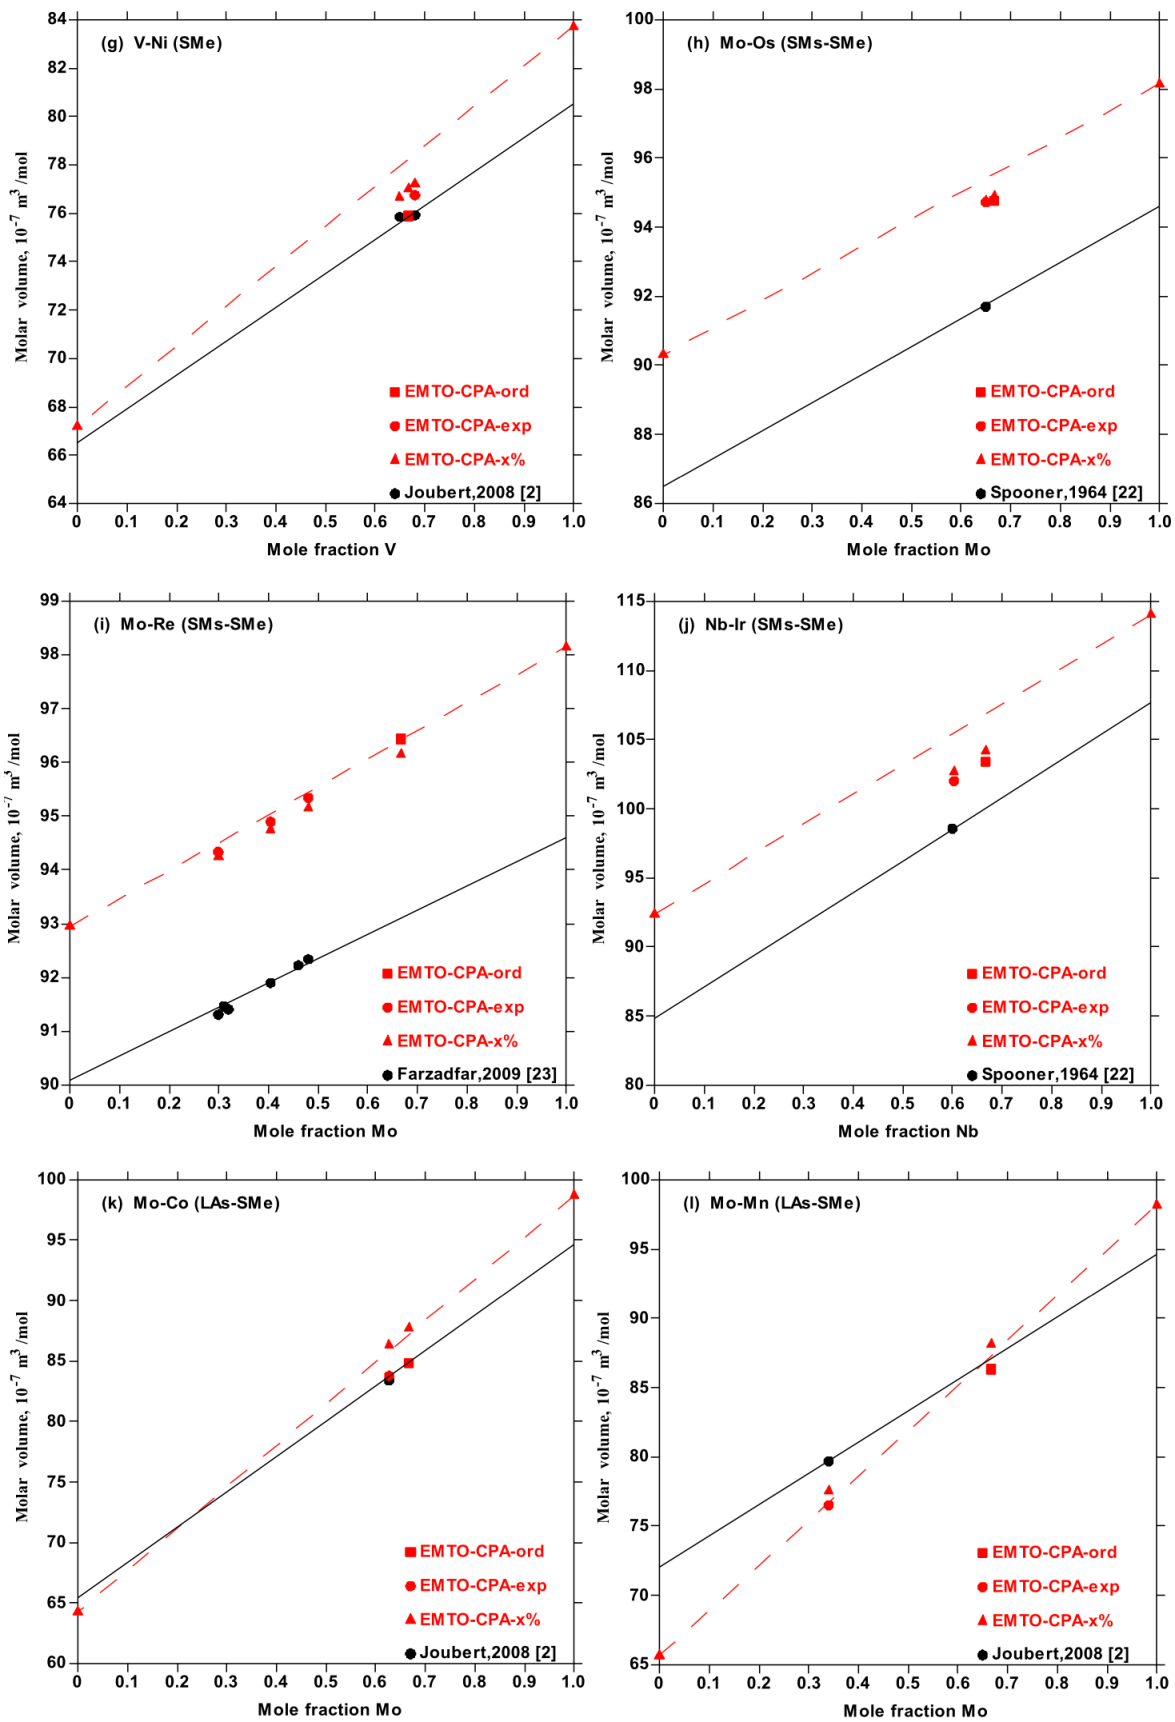 (g) V-Ni (SMe)
Molar volume, 10⁻⁷ m³ /mol
84
82
80
78
76
74
72
70
68
66
64
0 0.1 0.2 0.3 0.4 0.5 0.6 0.7 0.8 0.9 1.0
Mole fraction V
EMTO-CPA-ord
EMTO-CPA-exp
EMTO-CPA-x%
Joubert,2008 [2]
(h) Mo-Os (SMs-SMe)
Molar volume, 10⁻⁷ m³ /mol
100
98
96
94
92
90
88
86
0 0.1 0.2 0.3 0.4 0.5 0.6 0.7 0.8 0.9 1.0
Mole fraction Mo
EMTO-CPA-ord
EMTO-CPA-exp
EMTO-CPA-x%
Spooner,1964 [22]
(i) Mo-Re (SMs-SMe)
Molar volume, 10⁻⁷ m³ /mol
99
98
97
96
95
94
93
92
91
90
0 0.1 0.2 0.3 0.4 0.5 0.6 0.7 0.8 0.9 1.0
Mole fraction Mo
EMTO-CPA-ord
EMTO-CPA-exp
EMTO-CPA-x%
Farzadfar,2009 [23]
(j) Nb-Ir (SMs-SMe)
Molar volume, 10⁻⁷ m³ /mol
115
110
105
100
95
90
85
80
0 0.1 0.2 0.3 0.4 0.5 0.6 0.7 0.8 0.9 1.0
Mole fraction Nb
EMTO-CPA-ord
EMTO-CPA-exp
EMTO-CPA-x%
Spooner,1964 [22]
(k) Mo-Co (LAs-SMe)
Molar volume, 10⁻⁷ m³ /mol
100
95
90
85
80
75
70
65
60
0 0.1 0.2 0.3 0.4 0.5 0.6 0.7 0.8 0.9 1.0
Mole fraction Mo
EMTO-CPA-ord
EMTO-CPA-exp
EMTO-CPA-x%
Joubert,2008 [2]
(l) Mo-Mn (LAs-SMe)
Molar volume, 10⁻⁷ m³ /mol
100
95
90
85
80
75
70
65
0 0.1 0.2 0.3 0.4 0.5 0.6 0.7 0.8 0.9 1.0
Mole fraction Mo
EMTO-CPA-ord
EMTO-CPA-exp
EMTO-CPA-x%
Joubert,2008 [2]